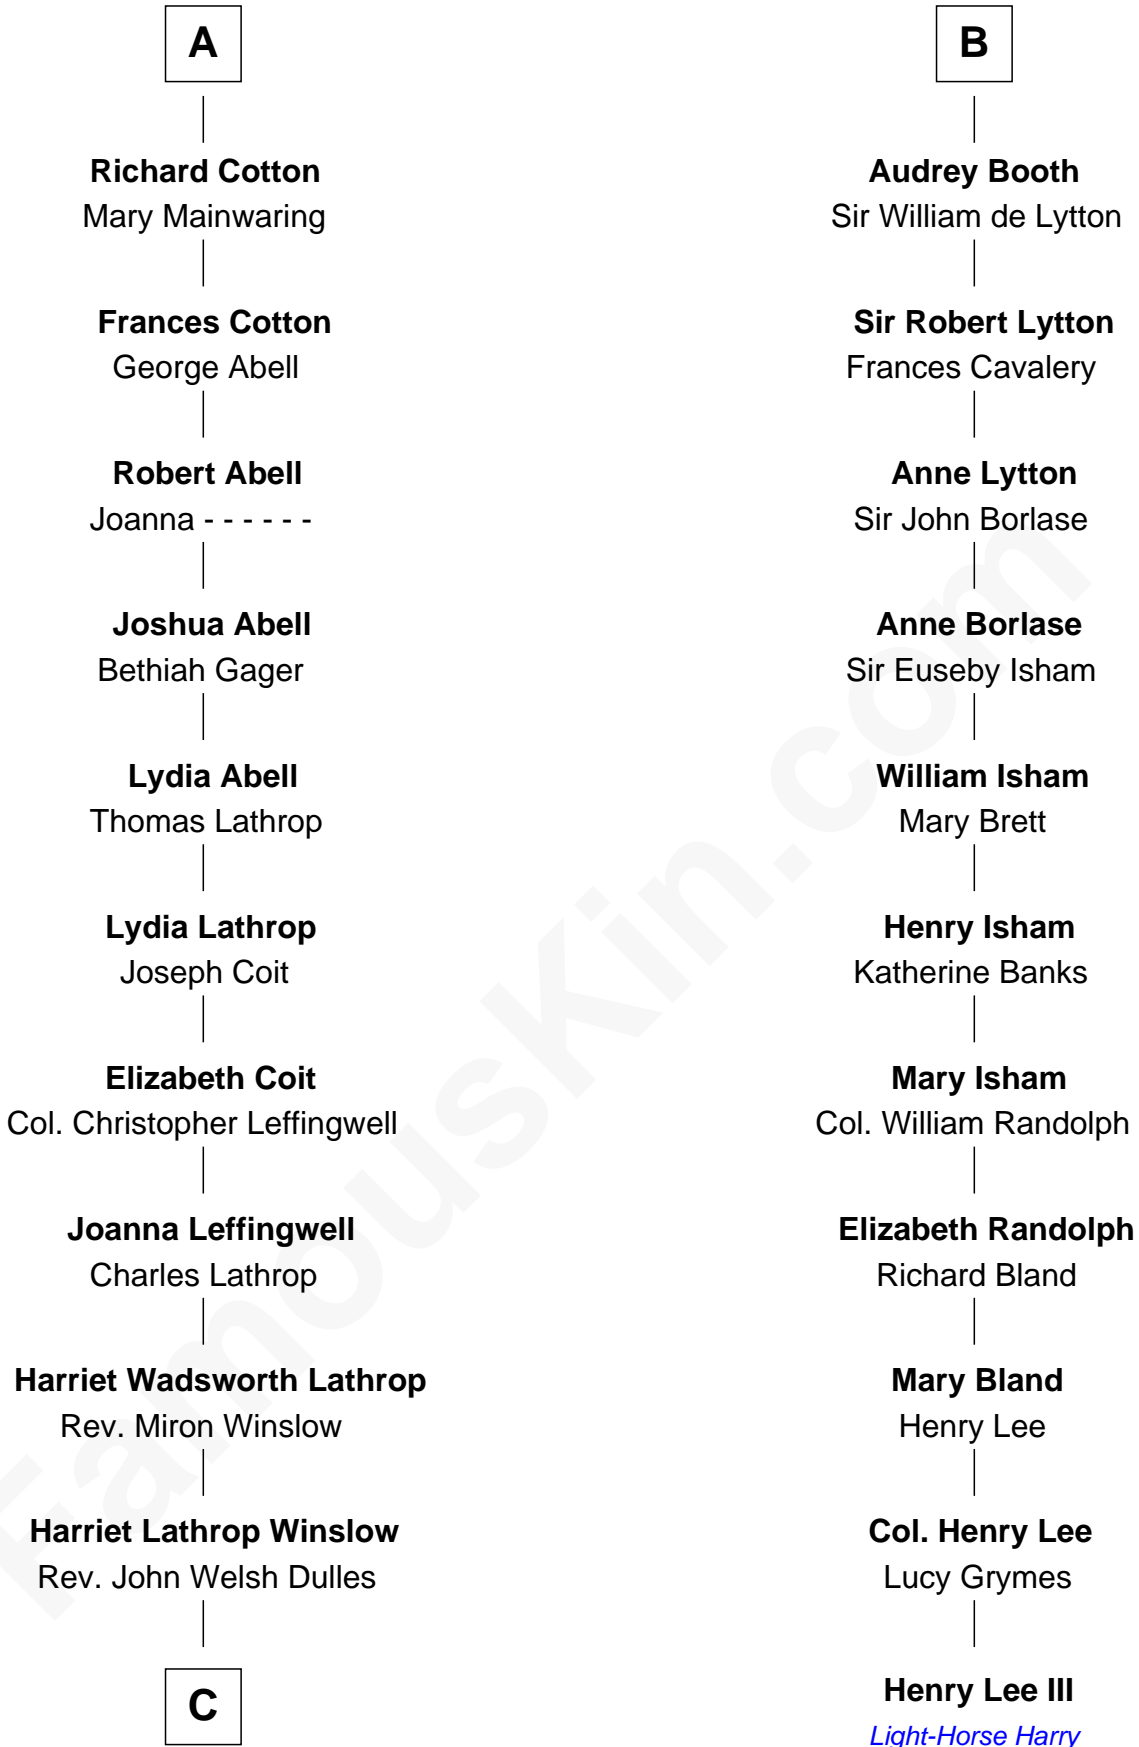 A
Richard Cotton
Mary Mainwaring
Frances Cotton
George Abell
Robert Abell
Joanna - - - - - -
Joshua Abell
Bethiah Gager
Lydia Abell
Thomas Lathrop
Lydia Lathrop
Joseph Coit
Elizabeth Coit
Col. Christopher Leffingwell
Joanna Leffingwell
Charles Lathrop
Harriet Wadsworth Lathrop
Rev. Miron Winslow
Harriet Lathrop Winslow
Rev. John Welsh Dulles
C
B
Audrey Booth
Sir William de Lytton
Sir Robert Lytton
Frances Cavalery
Anne Lytton
Sir John Borlase
Anne Borlase
Sir Euseby Isham
William Isham
Mary Brett
Henry Isham
Katherine Banks
Mary Isham
Col. William Randolph
Elizabeth Randolph
Richard Bland
Mary Bland
Henry Lee
Col. Henry Lee
Lucy Grymes
Henry Lee III
Light-Horse Harry
FamousKin.com